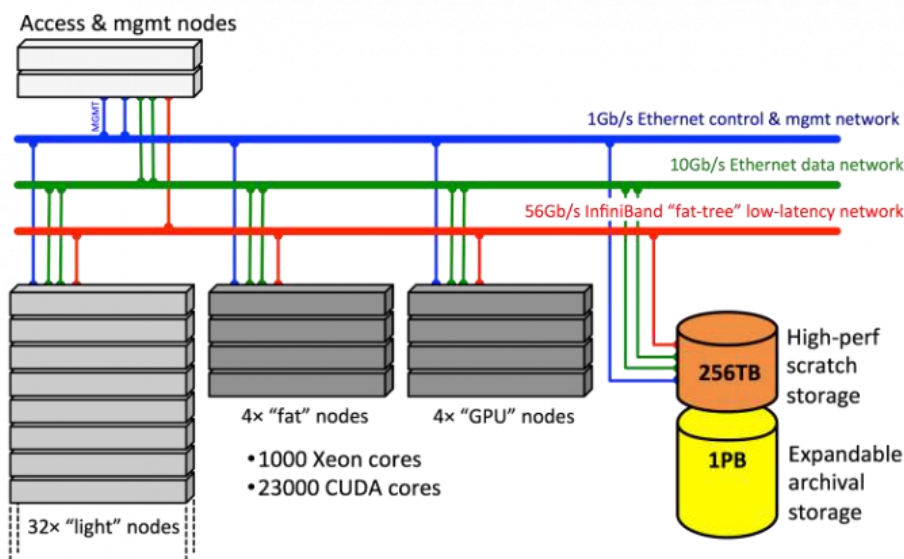 Access & mgmt nodes
MGMT
1Gb/s Ethernet control & mgmt network
10Gb/s Ethernet data network
56Gb/s InfiniBand “fat-tree” low-latency network
4× “fat” nodes
4× “GPU” nodes
•1000 Xeon cores
•23000 CUDA cores
32× “light” nodes
256TB
High-perf
scratch
storage
1PB
Expandable
archival
storage